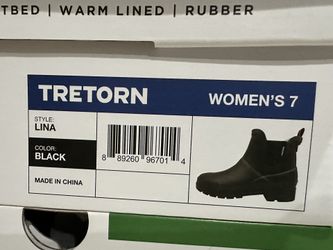 TBED | WARM LINED | RUBBER
TRETORN
WOMEN'S 7
STYLE:
LINA
COLOR:
BLACK
MADE IN CHINA
8 89260 96701 4